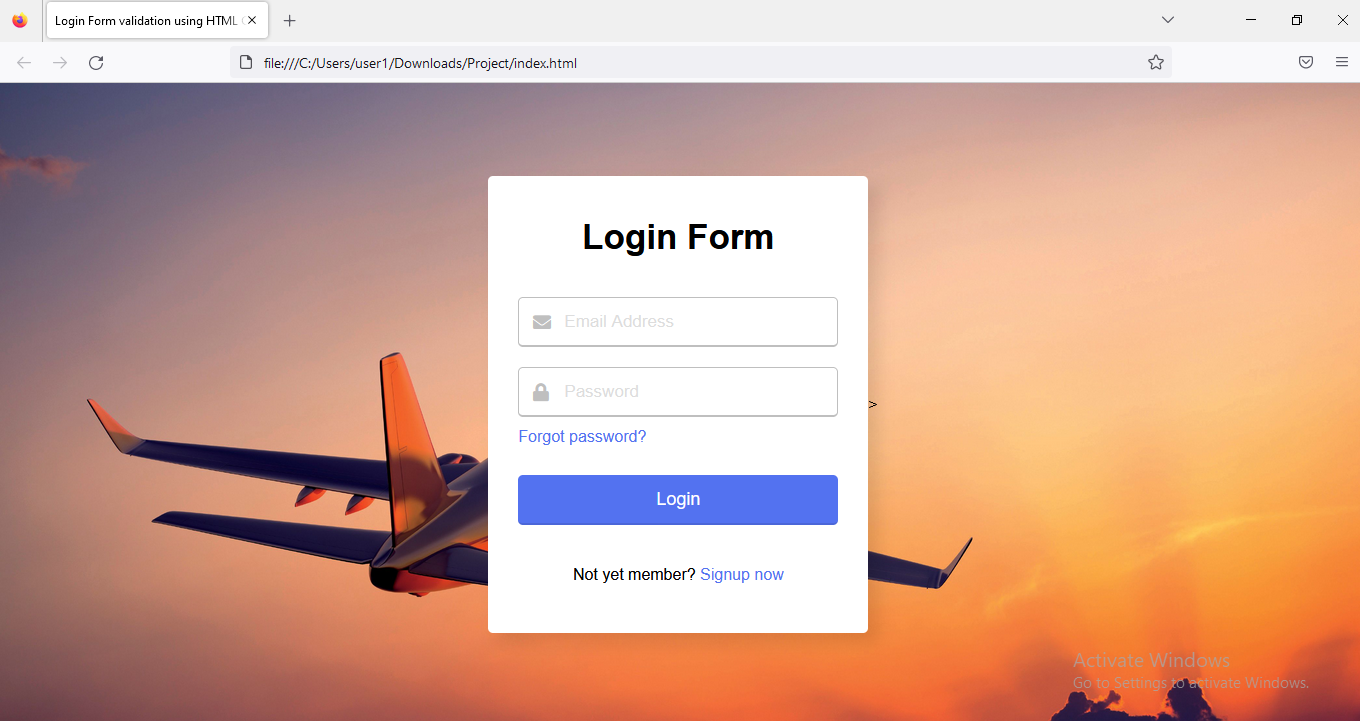 Login Form validation using HTML
file:///C:/Users/user1/Downloads/Project/index.html
Login Form
Email Address
Password
>
Forgot password?
Login
Not yet member? Signup now
Activate Windows
Go to Settings to activate Windows.